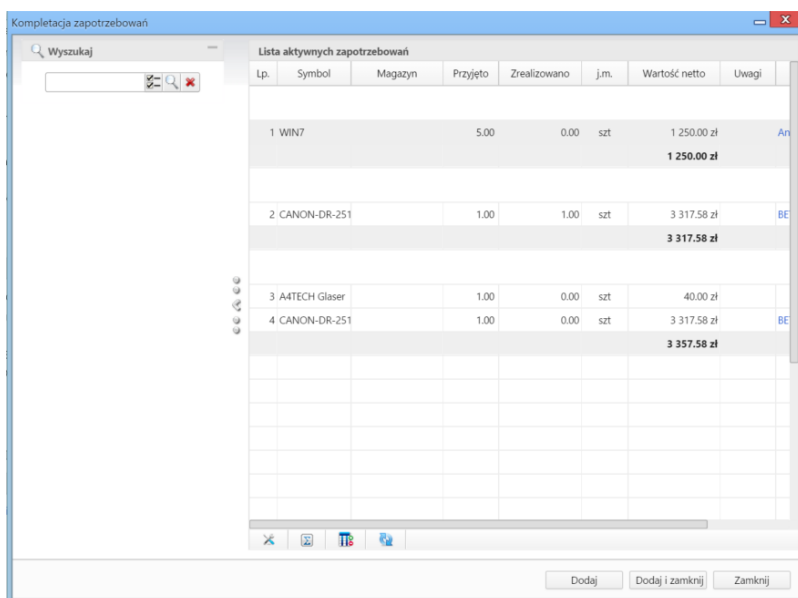 Kompletacja zapotrzebowań
Wyszukaj
Lista aktywnych zapotrzebowań
Lp. Symbol Magazyn Przyjęto Zrealizowano j.m. Wartość netto Uwagi
1 WIN7 5.00 0.00 szt 1 250.00 zł An
1 250.00 zł
2 CANON-DR-251 1.00 1.00 szt 3 317.58 zł BE
3 317.58 zł
3 A4TECH Glaser 1.00 0.00 szt 40.00 zł
4 CANON-DR-251 1.00 0.00 szt 3 317.58 zł BE
3 357.58 zł
Dodaj Dodaj i zamknij Zamknij